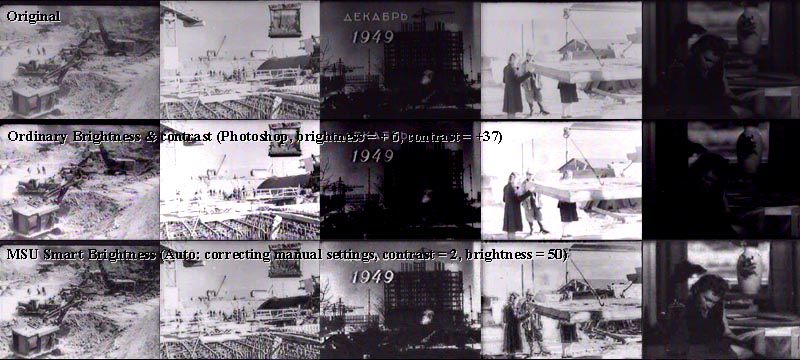 Original
ДЕКАБРЬ
1949
Ordinary Brightness & contrast (Photoshop, brightness = + 6, contrast = +37)
1949
MSU Smart Brightness (Auto: correcting manual settings, contrast = 2, brightness = 50)
1949